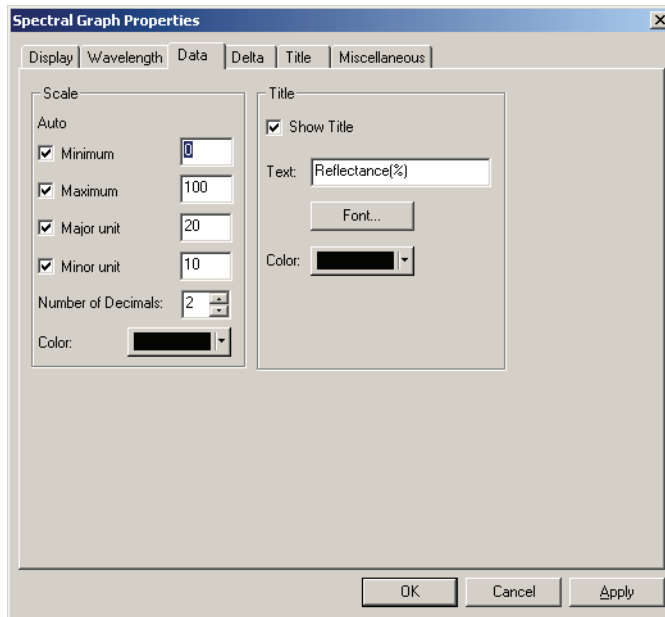 Spectral Graph Properties
Display Wavelength Data Delta Title Miscellaneous
Scale
Auto
Minimum 0
Maximum 100
Major unit 20
Minor unit 10
Number of Decimals: 2
Color:
Title
Show Title
Text: Reflectance(%)
Font...
Color:
OK Cancel Apply